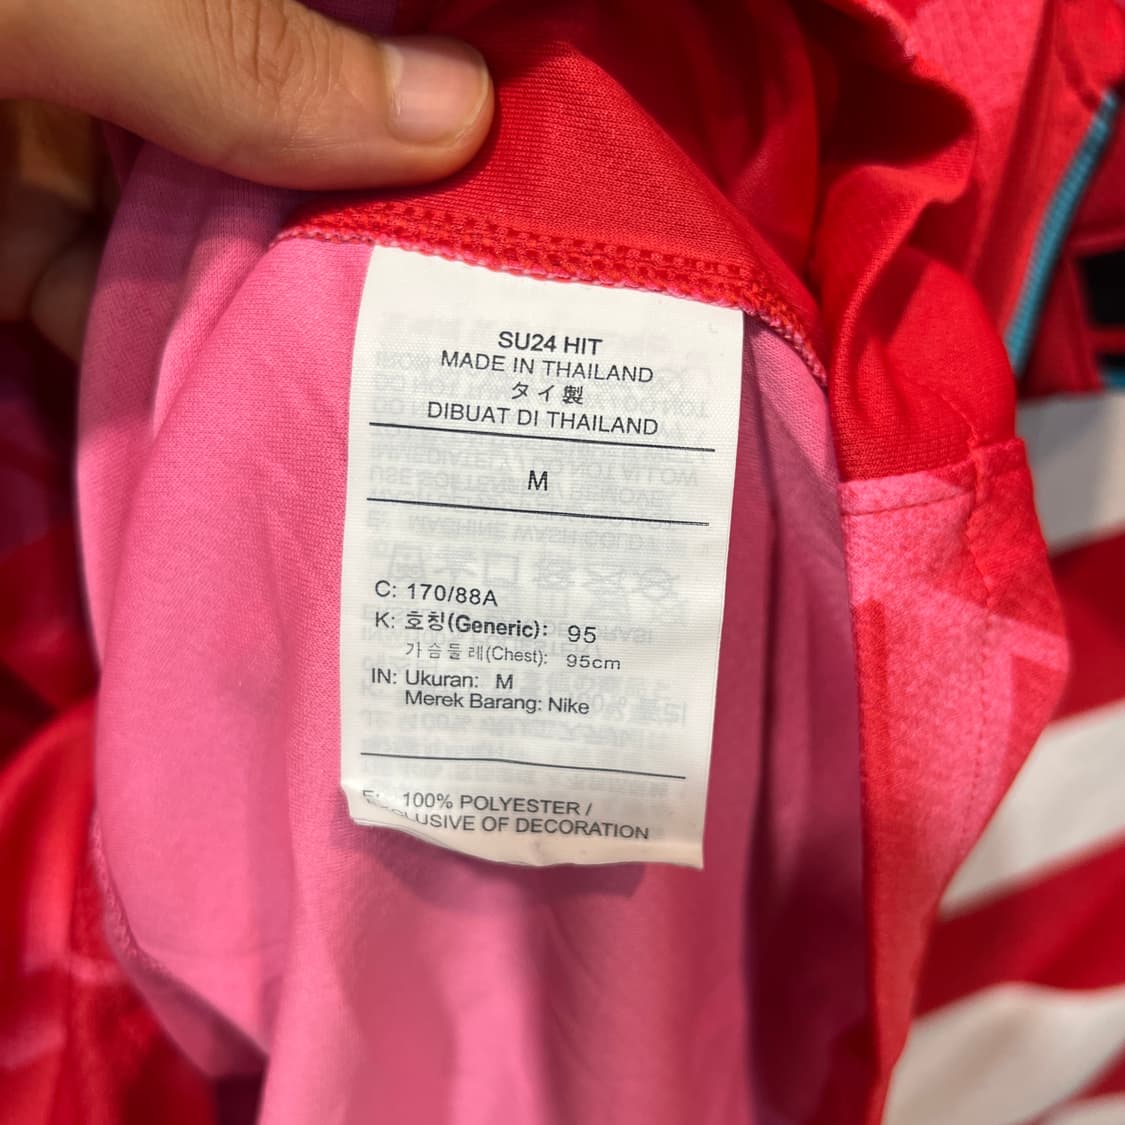 SU24 HIT
MADE IN THAILAND
タイ製
DIBUAT DI THAILAND
M
C: 170/88A
K: 호칭(Generic): 95
가슴둘레(Chest): 95cm
IN: Ukuran: M
Merek Barang: Nike
100% POLYESTER /
OF DECORATION